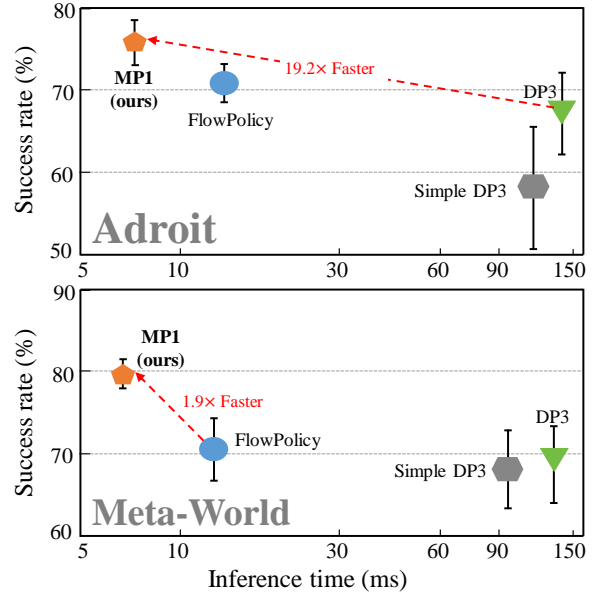 80
70
60
50
Success rate (%)
MP1
(ours)
FlowPolicy
19.2× Faster
DP3
Simple DP3
Adroit
5
10
30
60
90
150
90
80
70
60
Success rate (%)
MP1
(ours)
1.9× Faster
FlowPolicy
DP3
Simple DP3
Meta-World
5
10
30
60
90
150
Inference time (ms)